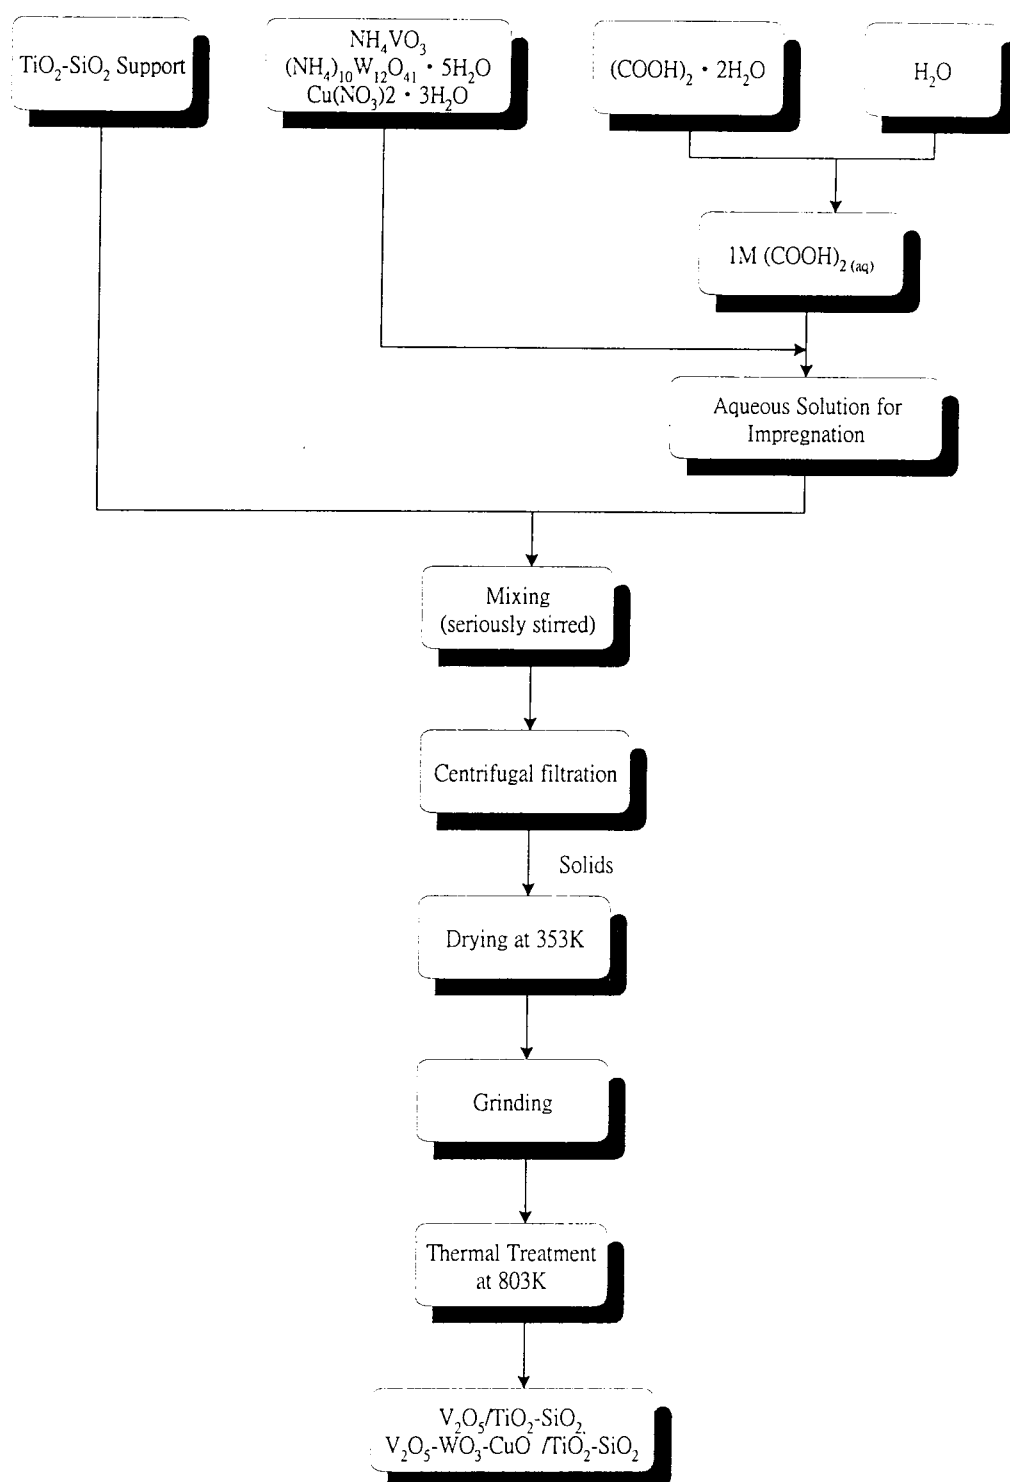 TiO₂-SiO₂ Support
NH₄VO₃
(NH₄)₁₀W₁₂O₄₁・5H₂O
Cu(NO₃)2・3H₂O
(COOH)₂・2H₂O
H₂O
1M (COOH)₂ (aq)
Aqueous Solution for
Impregnation
Mixing
(seriously stirred)
Centrifugal filtration
Solids
Drying at 353K
Grinding
Thermal Treatment
at 803K
V₂O₅/TiO₂-SiO₂,
V₂O₅-WO₃-CuO /TiO₂-SiO₂